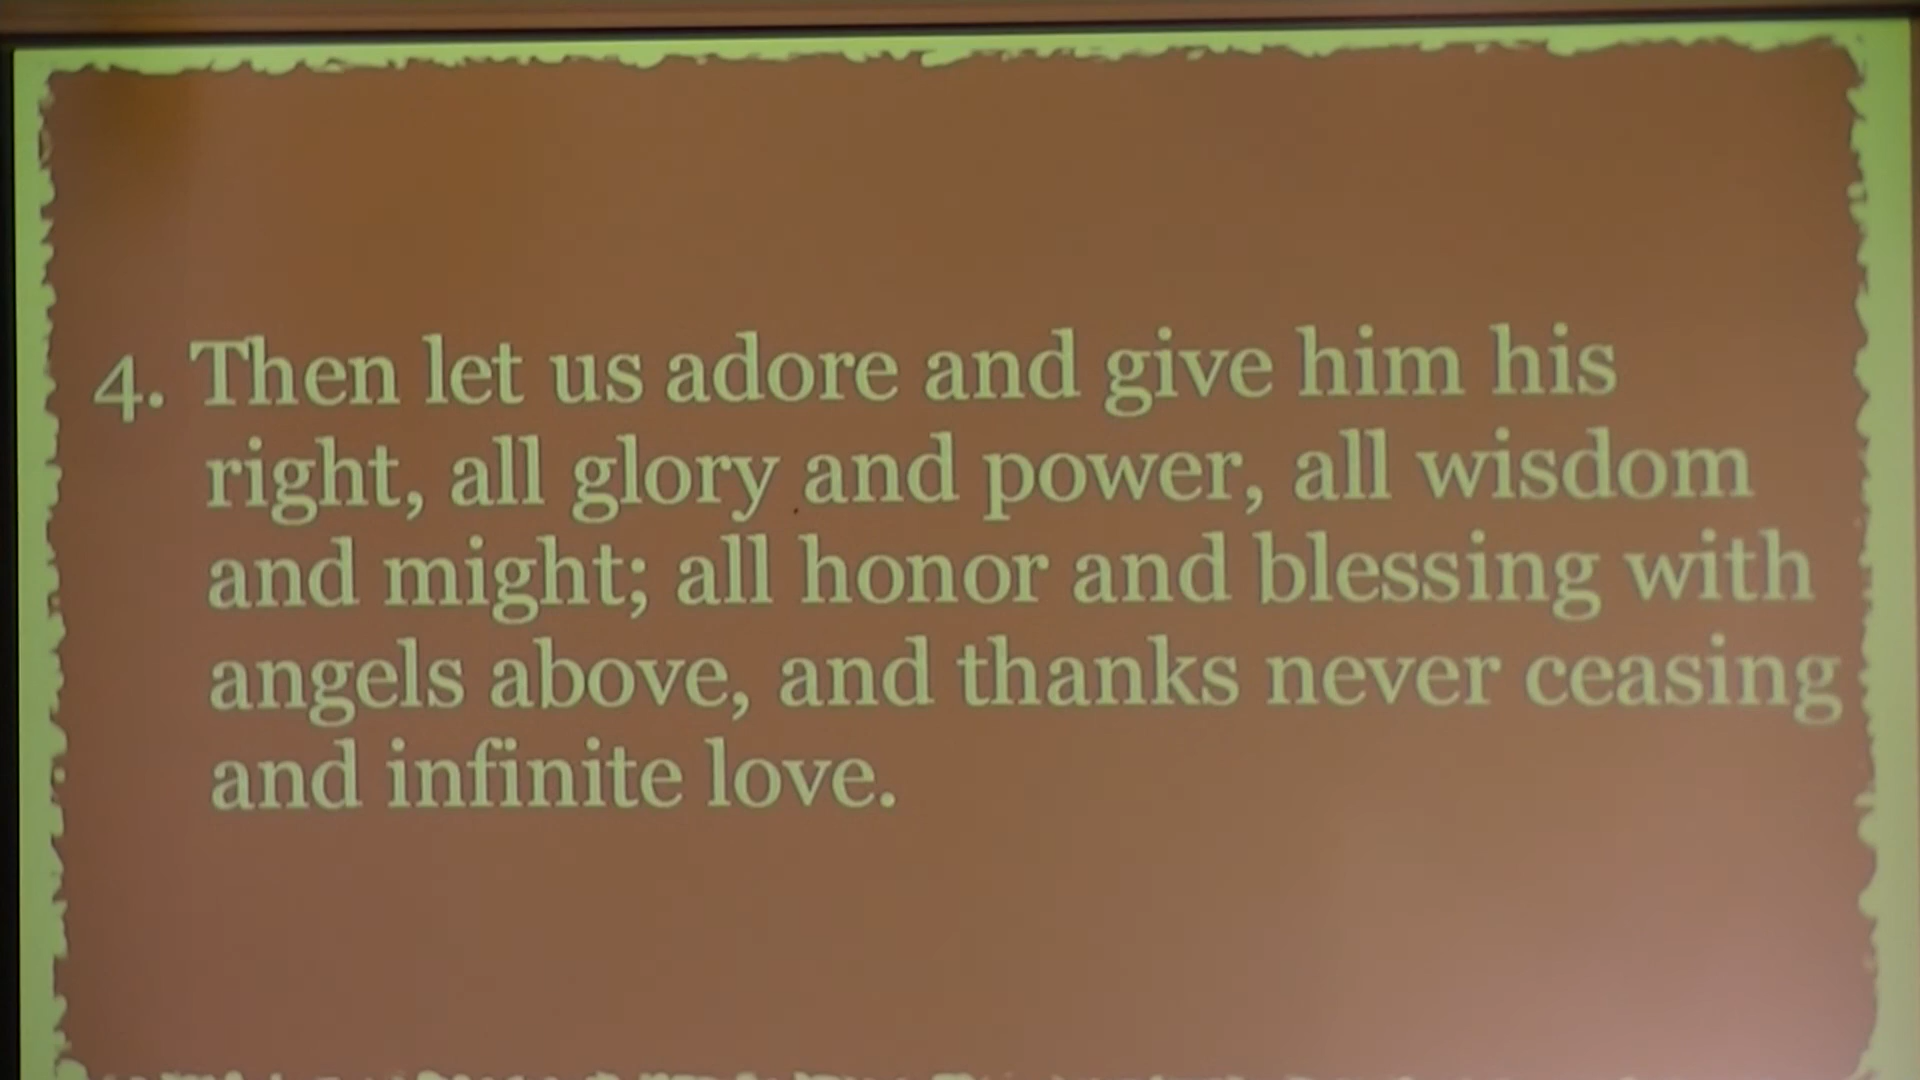 4. Then let us adore and give him his
right, all glory and power, all wisdom
and might; all honor and blessing with
angels above, and thanks never ceasing
and infinite love.